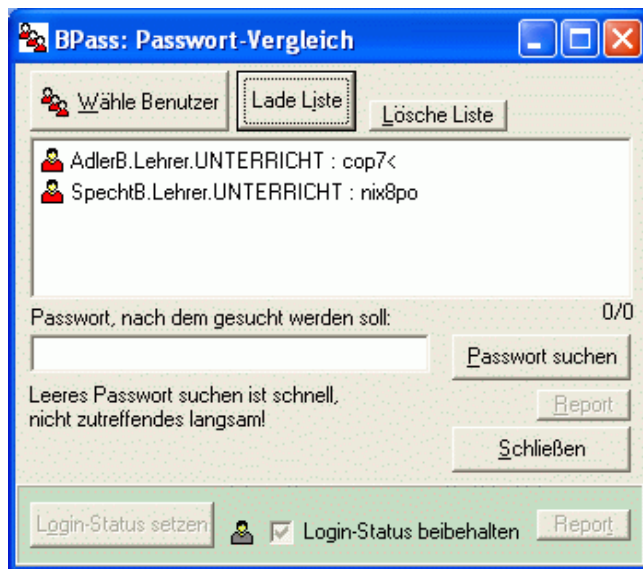 BPass: Passwort-Vergleich
Wähle Benutzer
Lade Liste
Lösche Liste
AdlerB.Lehrer.UNTERRICHT : cop7<
SpechtB.Lehrer.UNTERRICHT : nix8po
Passwort, nach dem gesucht werden soll:
0/0
Passwort suchen
Leeres Passwort suchen ist schnell,
nicht zutreffendes langsam!
Report
Schließen
Login-Status setzen
Login-Status beibehalten
Report